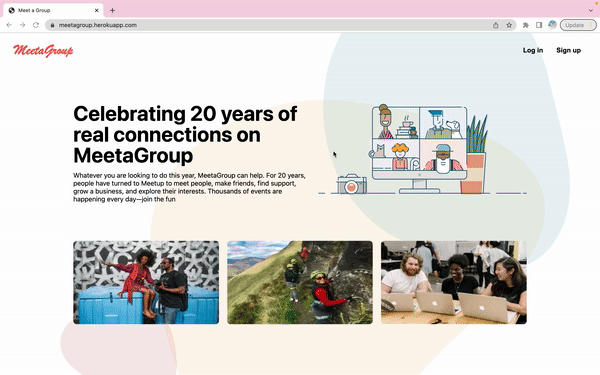 Meet a Group
meetagroup.herokuapp.com
Update
MeetaGroup
Log in
Sign up
Celebrating 20 years of
real connections on
MeetaGroup
Whatever you are looking to do this year, MeetaGroup can help. For 20 years,
people have turned to Meetup to meet people, make friends, find support,
grow a business, and explore their interests. Thousands of events are
happening every day—join the fun